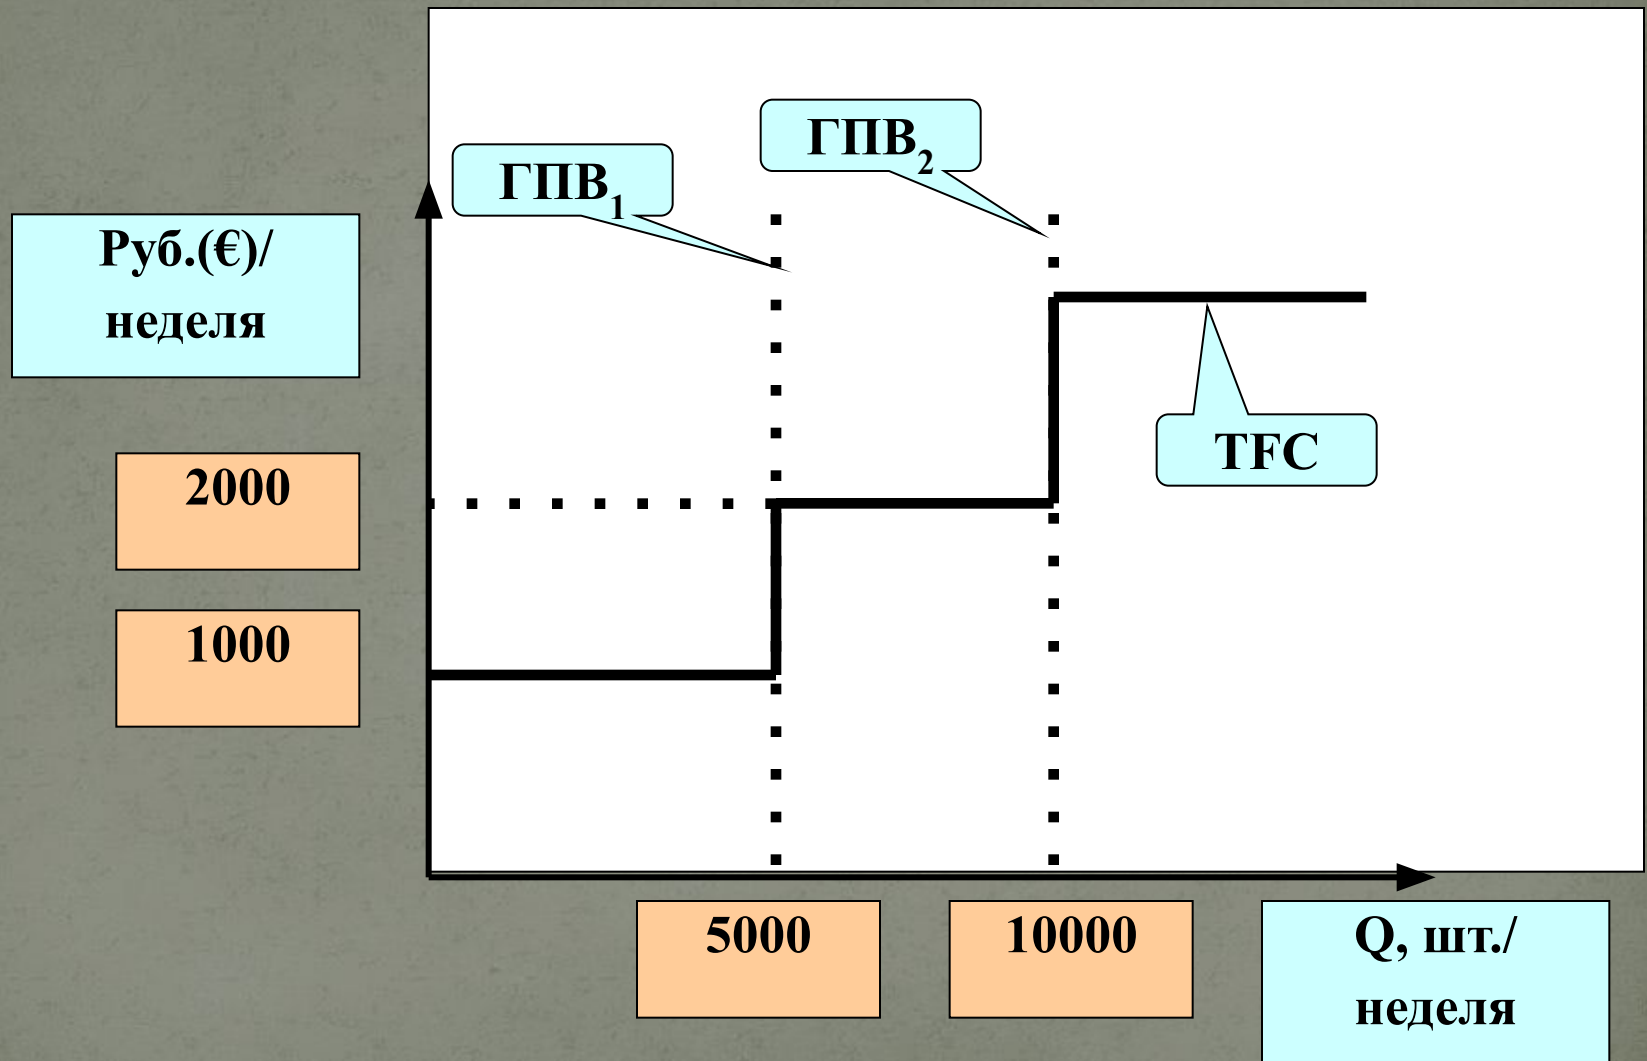 ГПВ2
ГПВ1
Руб.(€)/
неделя
TFC
2000
1000
5000
10000
Q, шт./
неделя